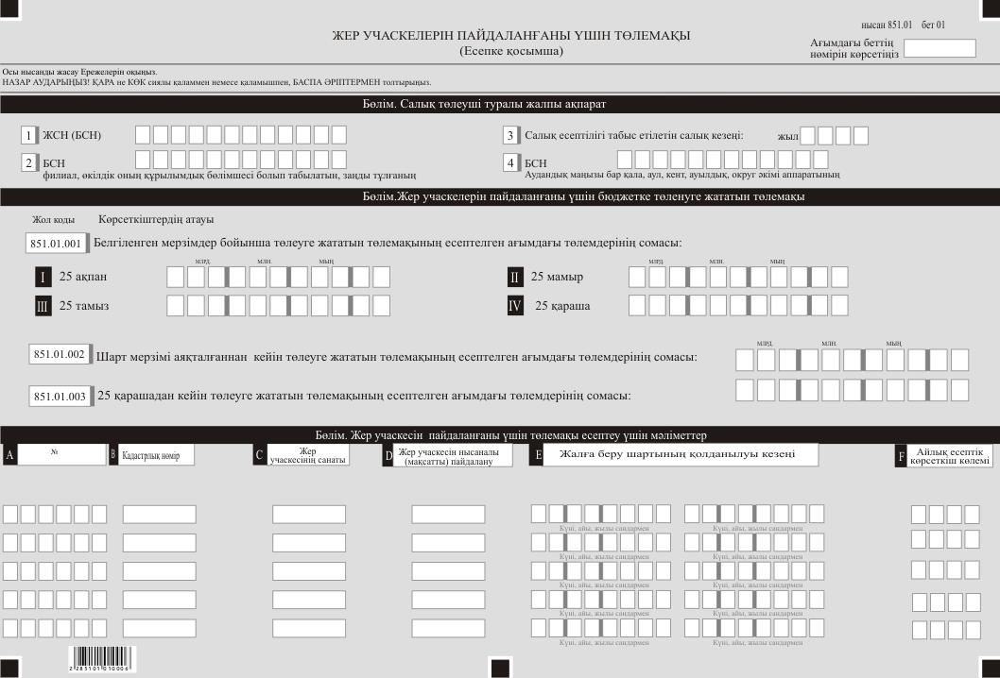 нысан 851.01 бет 01
ЖЕР УЧАСКЕЛЕРІН ПАЙДАЛАНҒАНЫ ҮШІН ТӨЛЕМАҚЫ
(Есепке қосымша)
Ағымдағы беттің
нөмірін көрсетіңіз
Осы нысанды жасау Ережелерін оқыңыз.
НАЗАР АУДАРЫҢЫЗ! ҚАРА не КӨК сиялы қаламмен немесе қаламышпен, БАСПА ӘРІПТЕРМЕН толтырыңыз.
Бөлім. Салық төлеуші туралы жалпы ақпарат
1 ЖСН (БСН)
3 Салық есептілігі табыс етілетін салық кезеңі: жыл
2 БСН
филиал, өкілдік оның құрылымдық бөлімшесі болып табылатын, заңды тұлғаның
4 БСН
Аудандық маңызы бар қала, аул, кент, ауылдық, округ әкімі аппаратының
Бөлім.Жер учаскелерін пайдаланғаны үшін бюджетке төленуге жататын төлемақы
Жол коды Көрсеткіштердің атауы
851.01.001 Белгіленген мерзімдер бойынша төлеуге жататын төлемақының есептелген ағымдағы төлемдерінің сомасы:
МЛРД. МЛН. МЫҢ МЛРД. МЛН. МЫҢ
I 25 ақпан II 25 мамыр
III 25 тамыз IV 25 қараша
МЛРД. МЛН. МЫҢ
851.01.002 Шарт мерзімі аяқталғаннан кейін төлеуге жататын төлемақының есептелген ағымдағы төлемдерінің сомасы:
851.01.003 25 қарашадан кейін төлеуге жататын төлемақының есептелген ағымдағы төлемдерінің сомасы:
Бөлім. Жер учаскесін пайдаланғаны үшін төлемақы есептеу үшін мәліметтер
A №
B Кадастрлық нөмір
C Жер
учаскесінің санаты
D Жер учаскесін нысаналы
(мақсатты) пайдалану
E Жалға беру шартының қолданылуы кезеңі
F Айлық есептік
көрсеткіш көлемі
Күні, айы, жылы сандармен Күні, айы, жылы сандармен
Күні, айы, жылы сандармен Күні, айы, жылы сандармен
Күні, айы, жылы сандармен Күні, айы, жылы сандармен
Күні, айы, жылы сандармен Күні, айы, жылы сандармен
Күні, айы, жылы сандармен Күні, айы, жылы сандармен
2 285101 010006